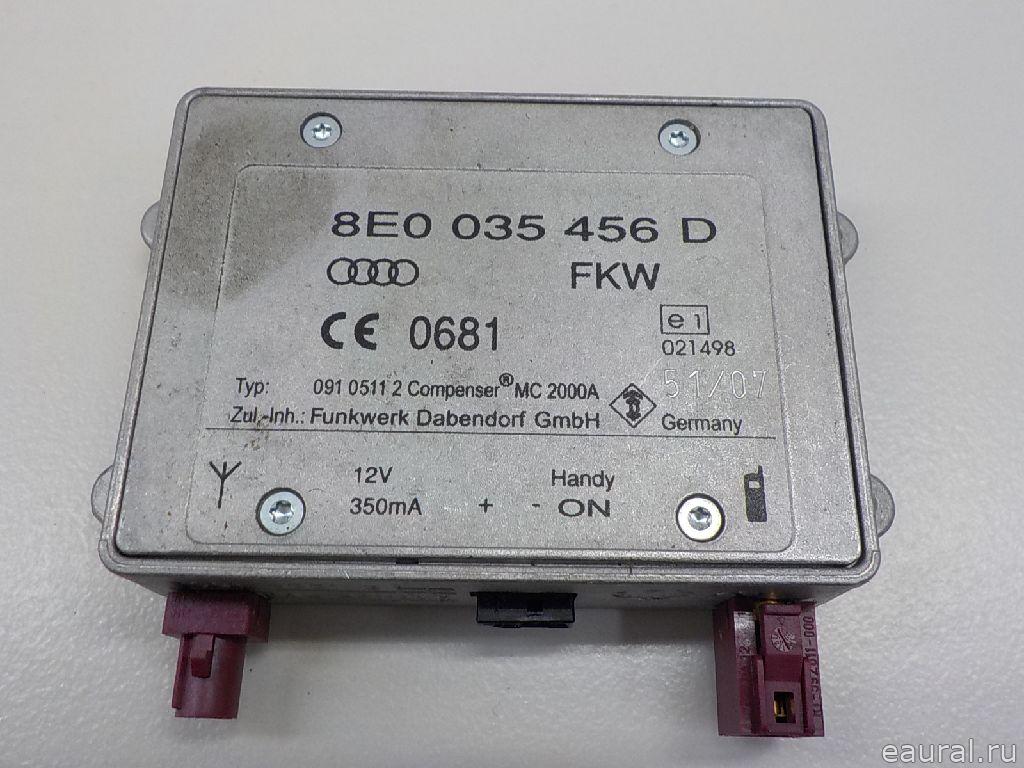 8E0 035 456 D
FKW
CE 0681
e1
021498
51/07
Typ: 091 0511 2 Compenser® MC 2000A
Zul.-Inh.: Funkwerk Dabendorf GmbH
Germany
12V Handy
350mA + - ON
eaural.ru